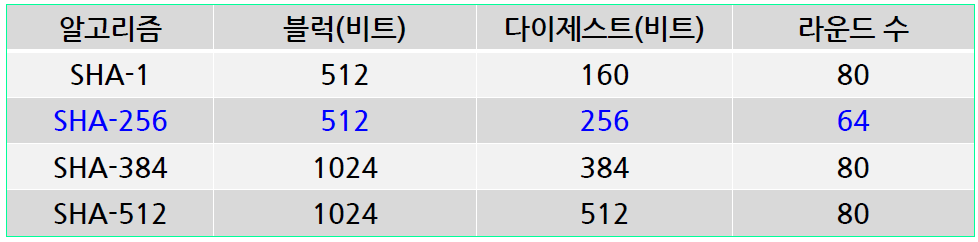 알고리즘 블럭(비트) 다이제스트(비트) 라운드 수
SHA-1 512 160 80
SHA-256 512 256 64
SHA-384 1024 384 80
SHA-512 1024 512 80